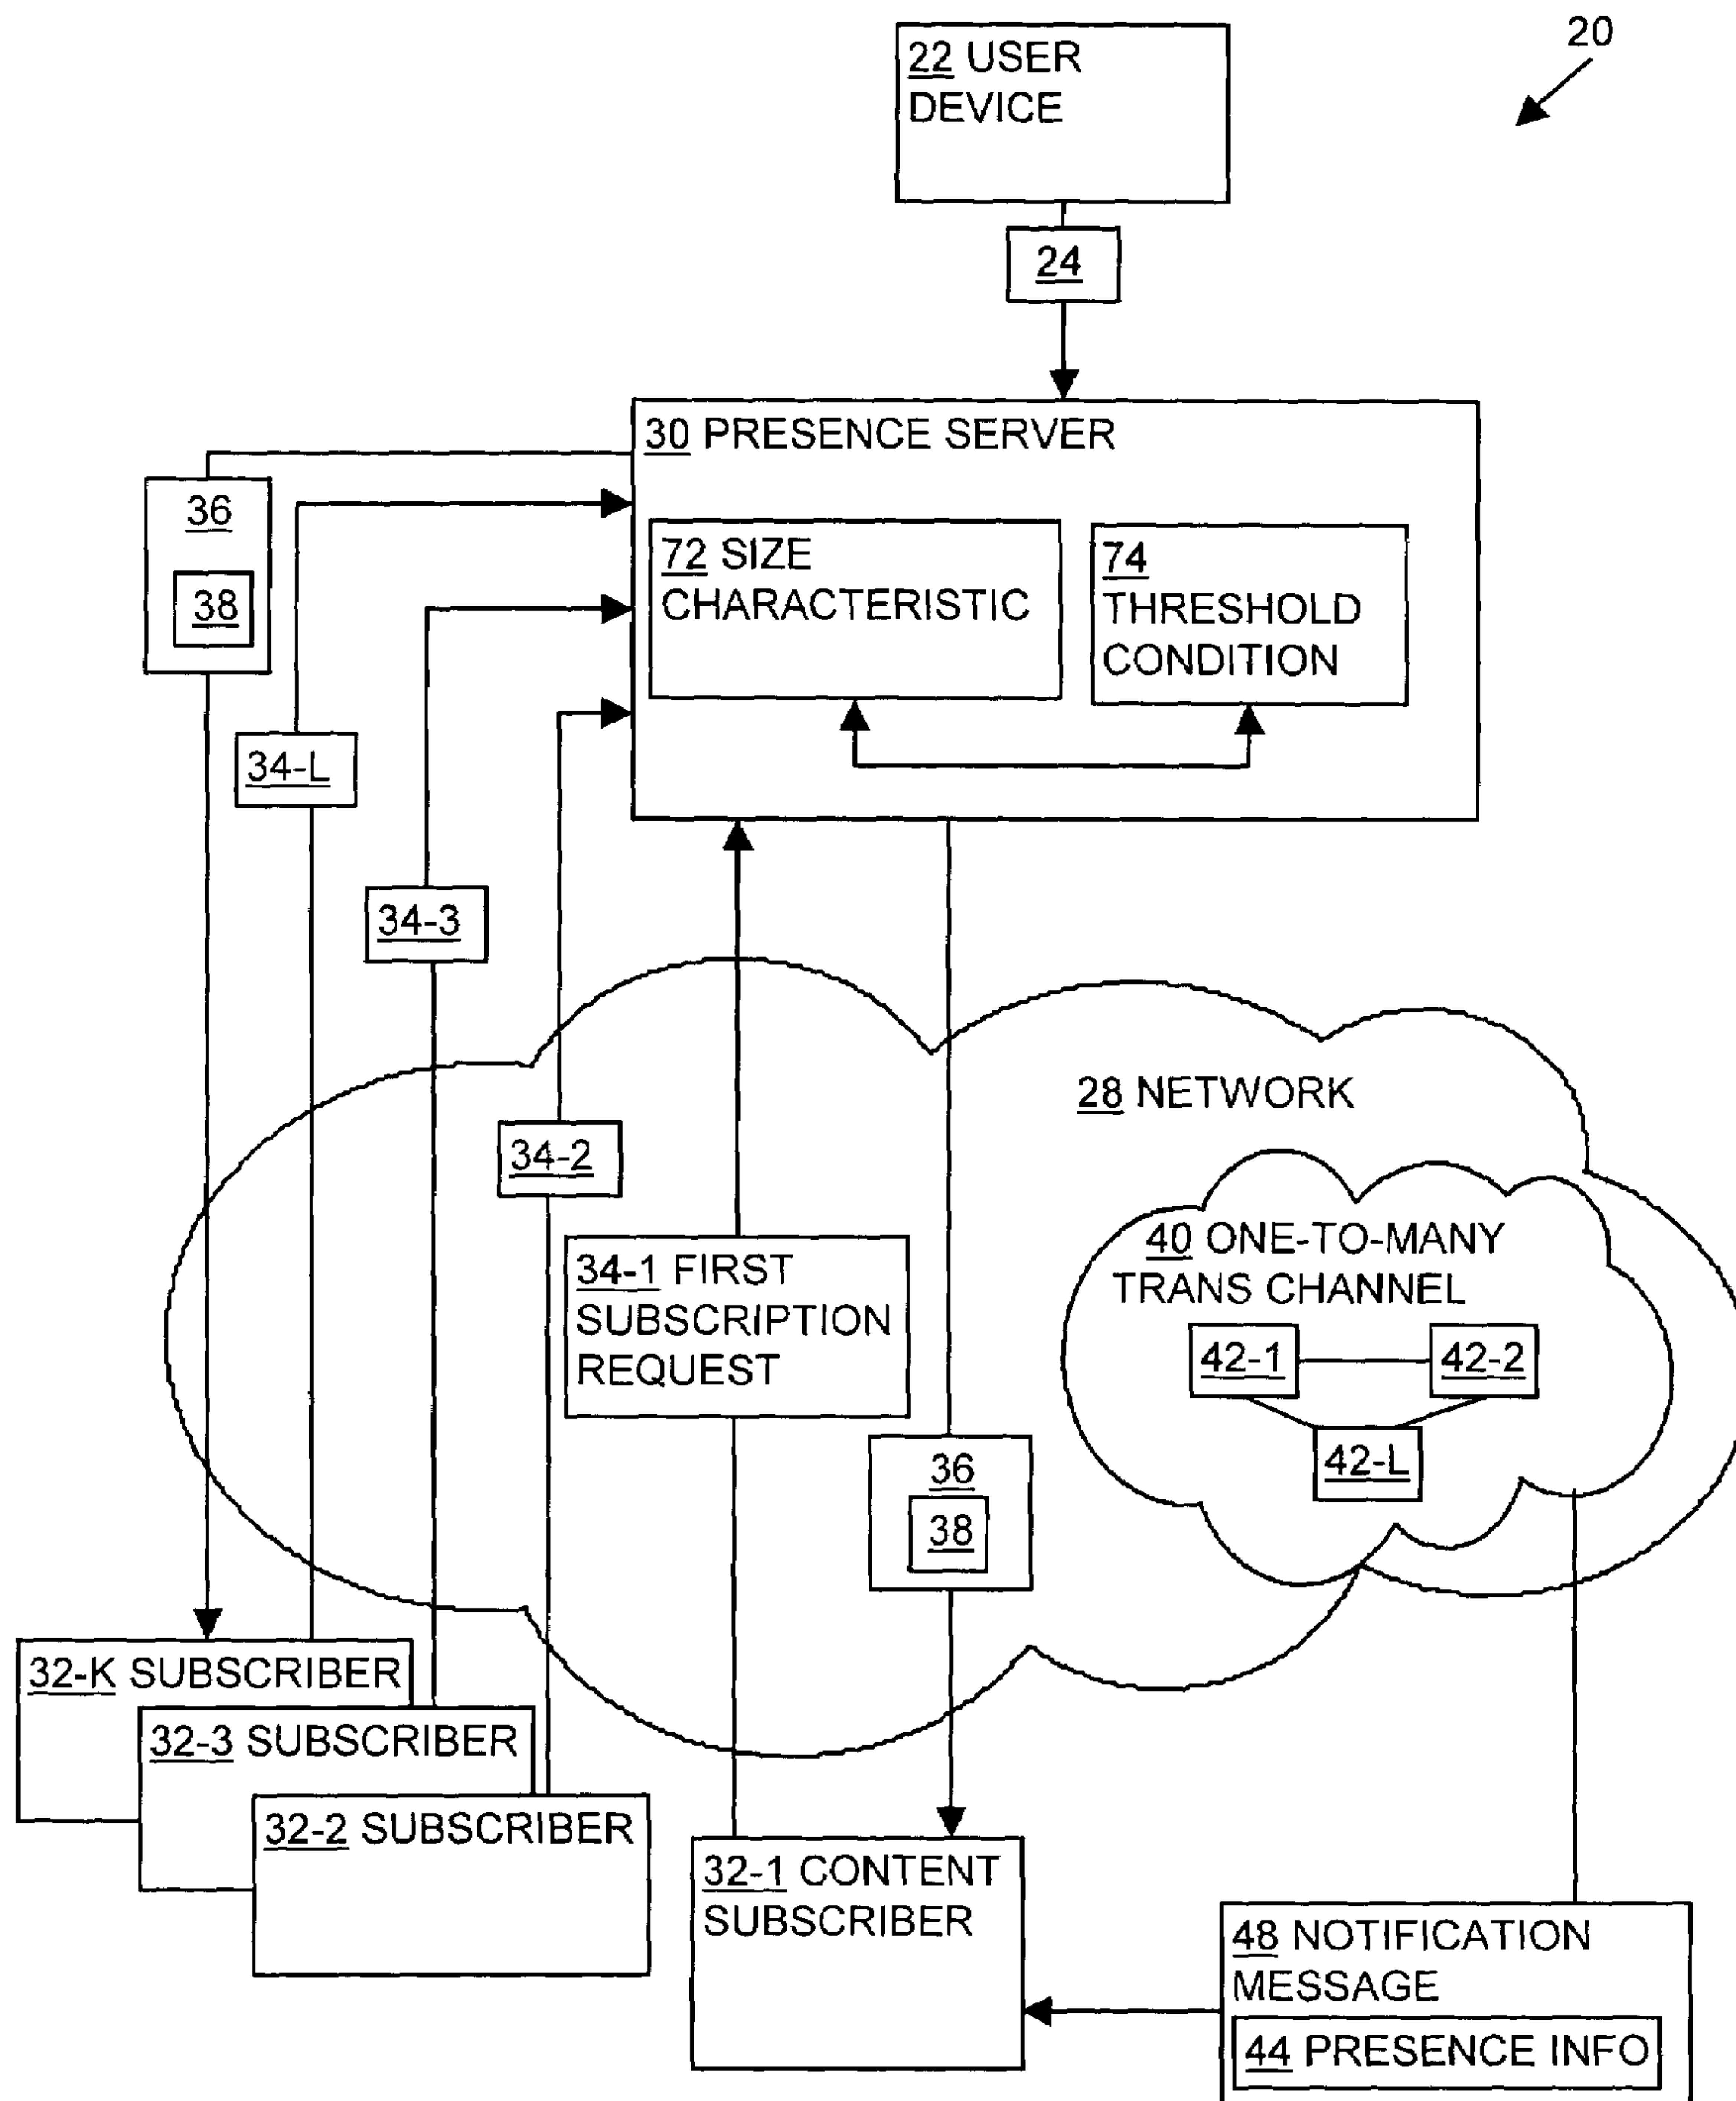 20
22 USER
DEVICE
24
30 PRESENCE SERVER
36
38
72 SIZE
CHARACTERISTIC
74
THRESHOLD
CONDITION
34-L
34-3
28 NETWORK
34-2
40 ONE-TO-MANY
TRANS CHANNEL
34-1 FIRST
SUBSCRIPTION
REQUEST
42-1
42-2
42-L
36
38
32-K SUBSCRIBER
32-3 SUBSCRIBER
32-2 SUBSCRIBER
32-1 CONTENT
SUBSCRIBER
48 NOTIFICATION
MESSAGE
44 PRESENCE INFO